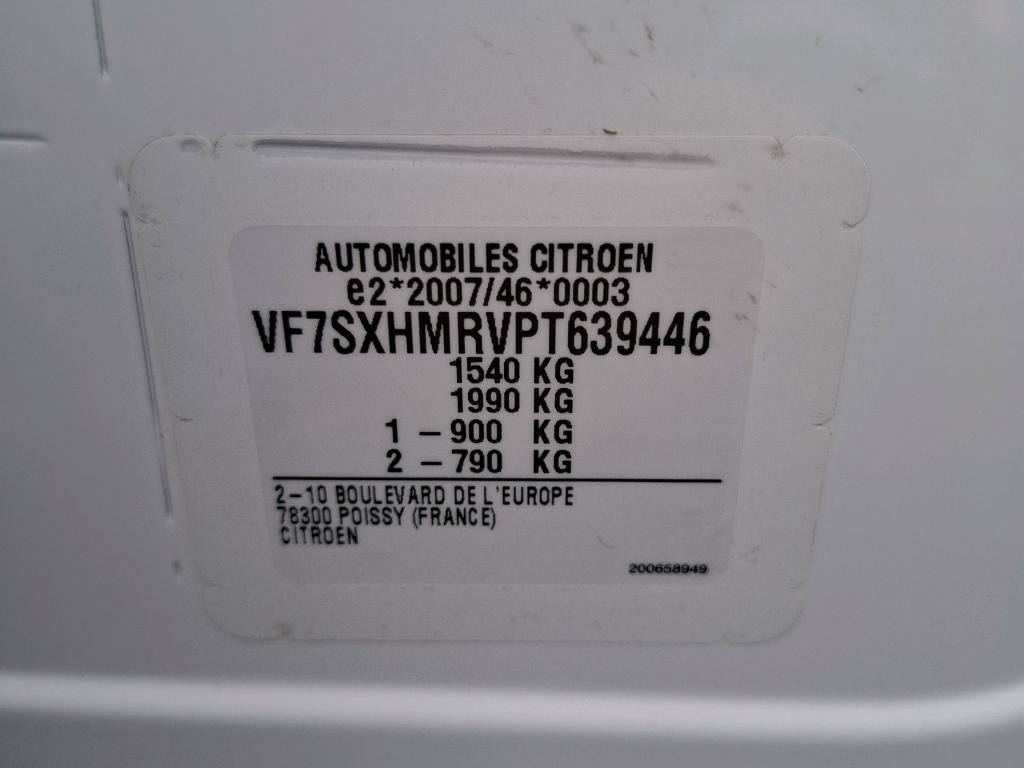 AUTOMOBILES CITROEN
e2*2007/46*0003
VF7SXHMRVPT639446
1540 KG
1990 KG
1 -900 KG
2 -790 KG
2-10 BOULEVARD DE L'EUROPE
78300 POISSY (FRANCE)
CITROEN
200658949